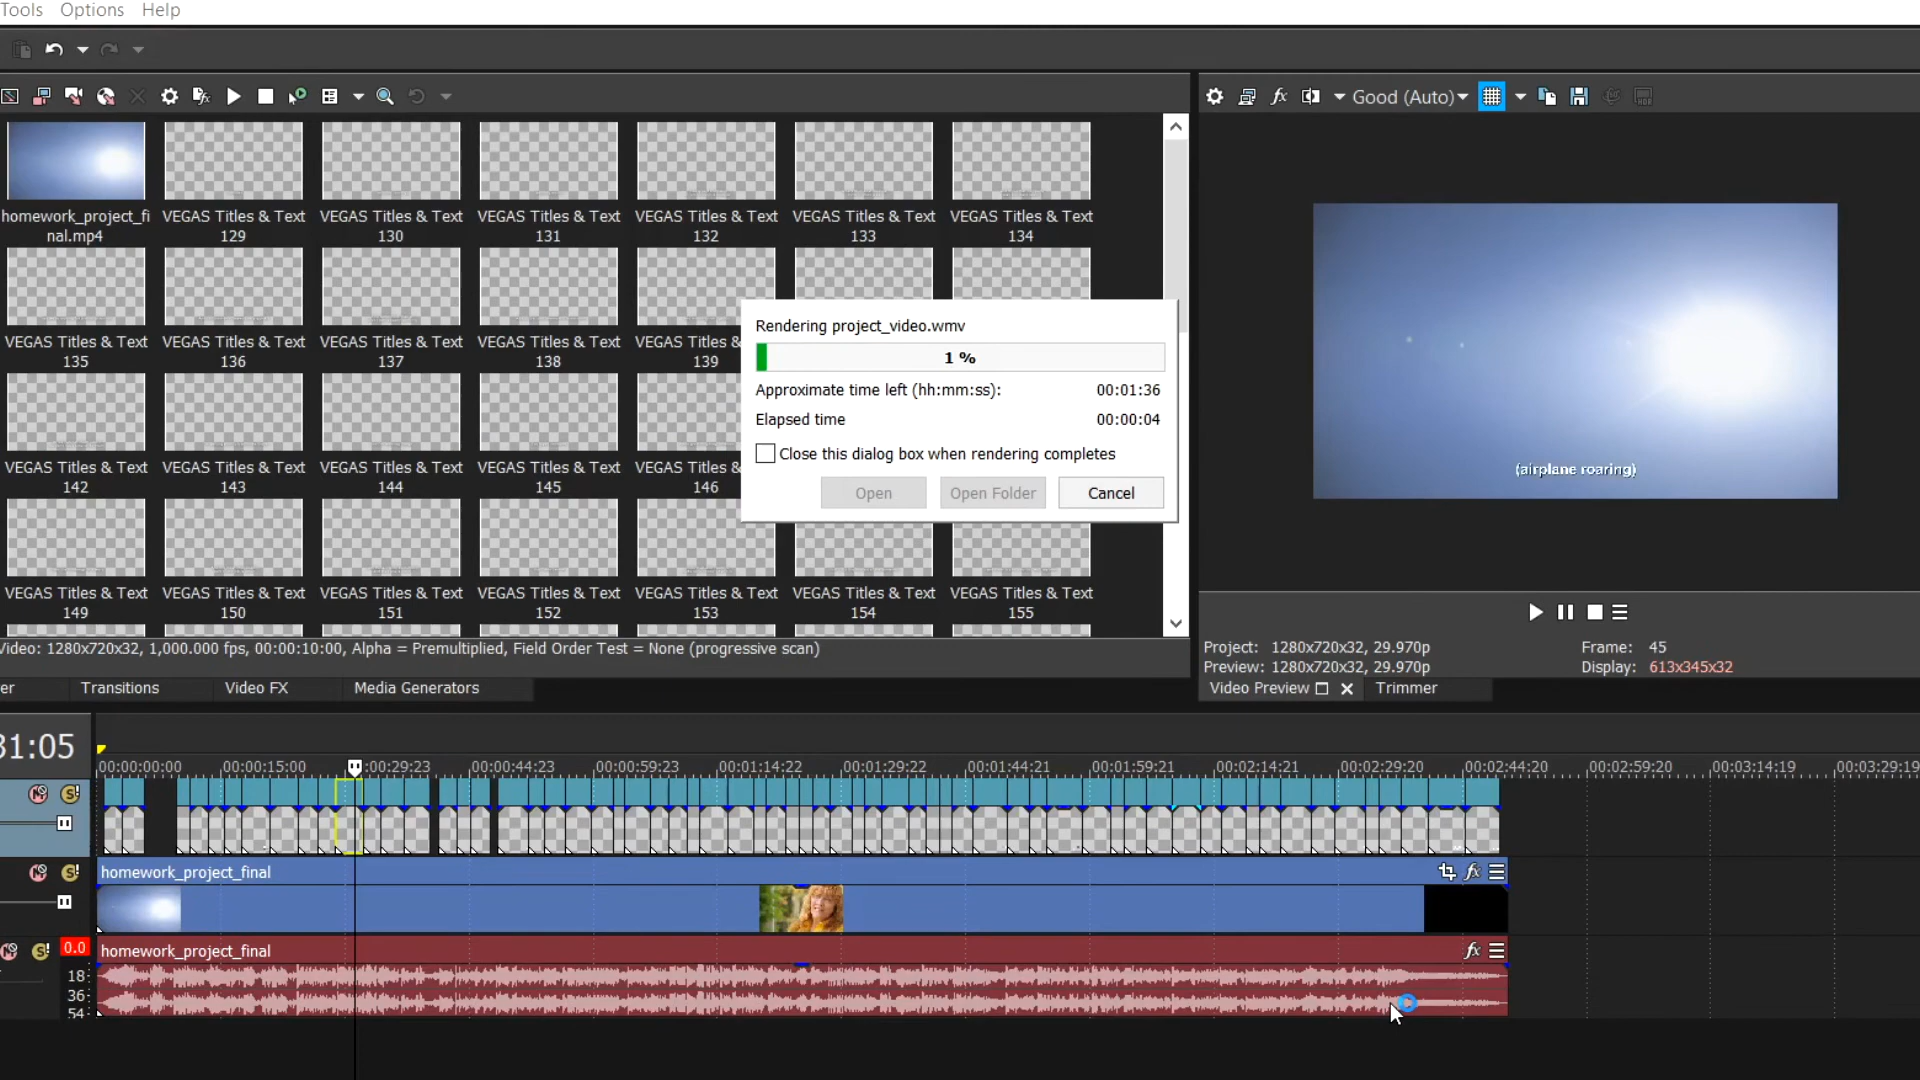 Tools Options Help
Good (Auto)
homework_project_fi
nal.mp4
VEGAS Titles & Text
129
VEGAS Titles & Text
130
VEGAS Titles & Text
131
VEGAS Titles & Text
132
VEGAS Titles & Text
133
VEGAS Titles & Text
134
VEGAS Titles & Text
135
VEGAS Titles & Text
136
VEGAS Titles & Text
137
VEGAS Titles & Text
138
VEGAS Titles &
139
VEGAS Titles & Text
142
VEGAS Titles & Text
143
VEGAS Titles & Text
144
VEGAS Titles & Text
145
VEGAS Titles &
146
VEGAS Titles & Text
149
VEGAS Titles & Text
150
VEGAS Titles & Text
151
VEGAS Titles & Text
152
VEGAS Titles & Text
153
VEGAS Titles & Text
154
VEGAS Titles & Text
155
Rendering project_video.wmv
1 %
Approximate time left (hh:mm:ss): 00:01:36
Elapsed time 00:00:04
Close this dialog box when rendering completes
Open Open Folder Cancel
(airplane roaring)
Video: 1280x720x32, 1,000.000 fps, 00:00:10:00, Alpha = Premultiplied, Field Order Test = None (progressive scan)
er Transitions Video FX Media Generators
Project: 1280x720x32, 29.970p Frame: 45
Preview: 1280x720x32, 29.970p Display: 613x345x32
Video Preview Trimmer
31:05
00:00:00:00 00:00:15:00 :00:29:23 00:00:44:23 00:00:59:23 00:01:14:22 00:01:29:22 00:01:44:21 00:01:59:21 00:02:14:21 00:02:29:20 00:02:44:20 00:02:59:20 00:03:14:19 00:03:29:19
homework_project_final
0.0 homework_project_final
18
36
54